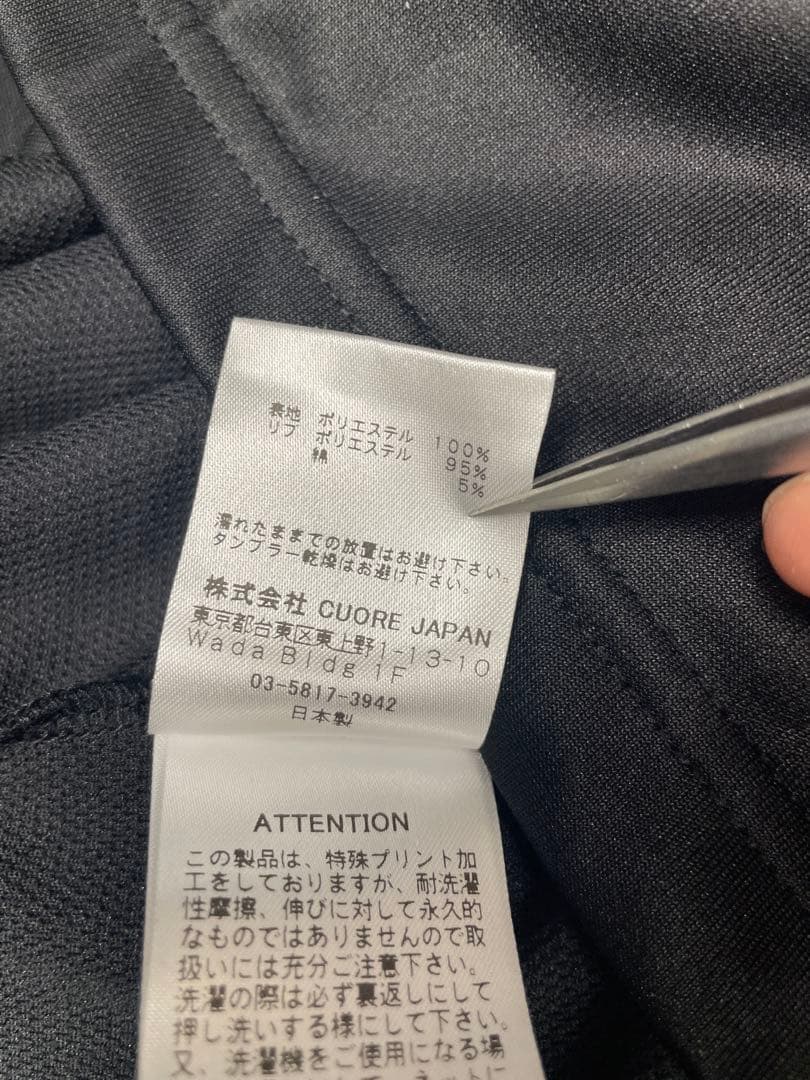 表地 ポリエステル 100%
リブ ポリエステル 95%
綿 5%
濡れたままでの放置はお避け下さい。
タンブラー乾燥はお避け下さい。
株式会社 CUORE JAPAN
東京都台東区東上野1-13-10
Wada Bldg 1F
03-5817-3942
日本製
ATTENTION
この製品は、特殊プリント加
工をしておりますが、耐洗濯
性摩擦、伸びに対して永久的
なものではありませんので取
扱いには充分ご注意下さい。
洗濯の際は必ず裏返しにして
押し洗いする様にして下さい。
又、洗濯機をご使用になる場